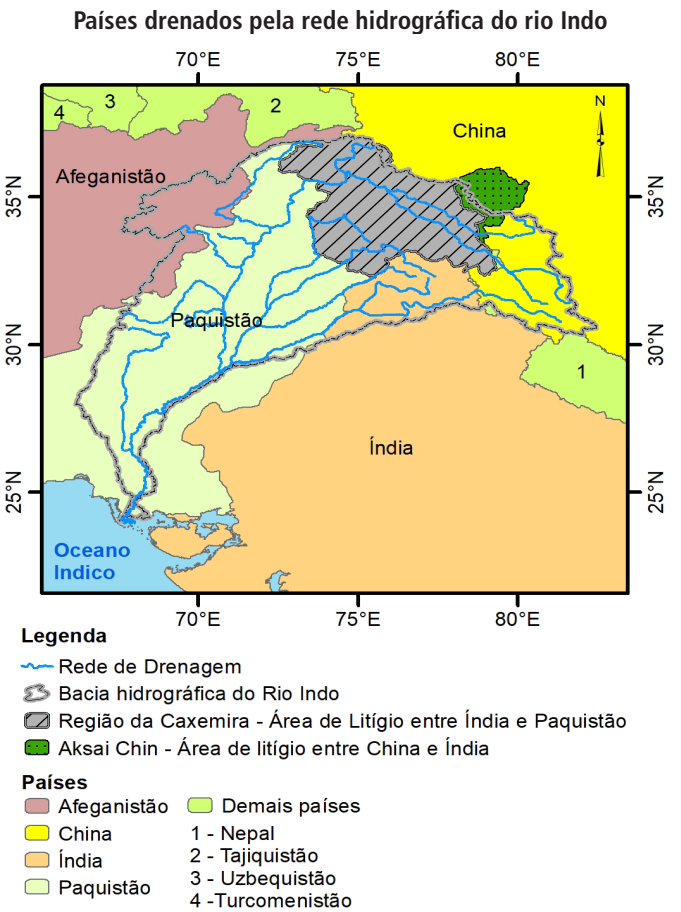 Países drenados pela rede hidrográfica do rio Indo
70°E 75°E 80°E
N
4 3 2
China
Afeganistão
35°N 35°N
Paquistão
30°N 30°N
1
Índia
25°N 25°N
Oceano
Indico
70°E 75°E 80°E
Legenda
Rede de Drenagem
Bacia hidrográfica do Rio Indo
Região da Caxemira - Área de Litígio entre Índia e Paquistão
Aksai Chin - Área de litígio entre China e Índia
Países
Afeganistão Demais países
China 1 - Nepal
Índia 2 - Tajiquistão
Paquistão 3 - Uzbequistão
4 -Turcomenistão